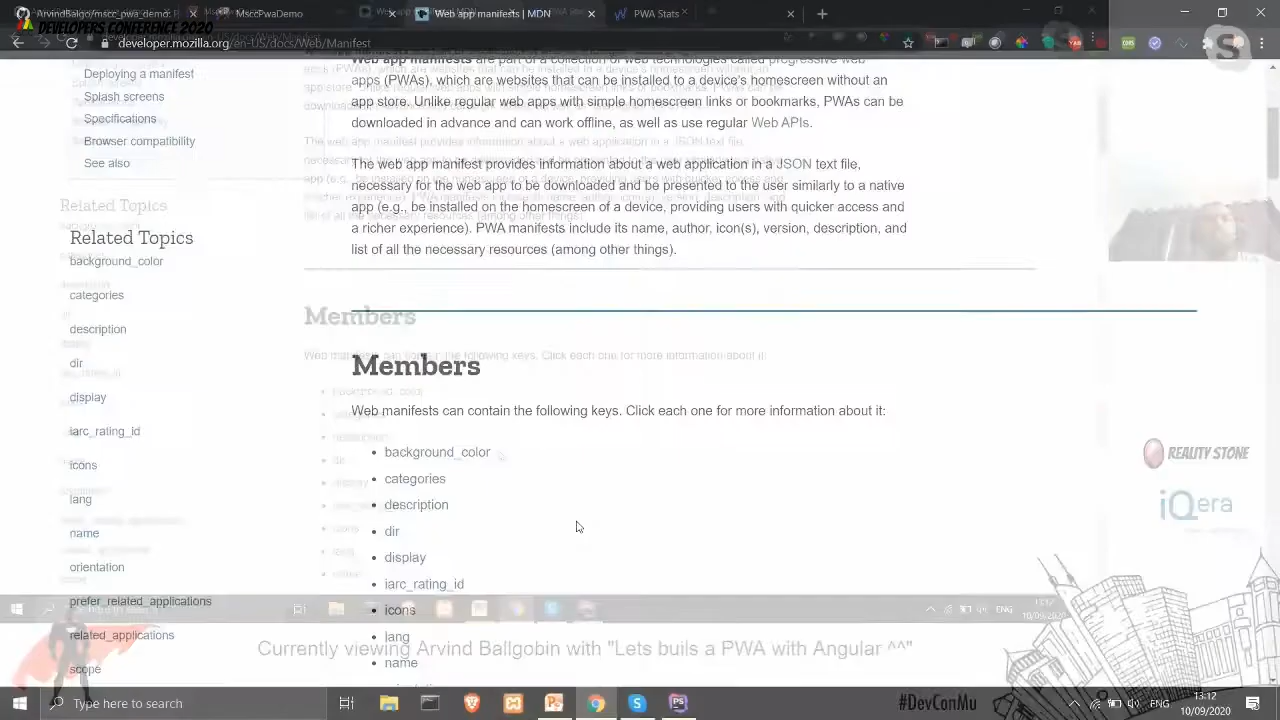 MsccPwaDemo
Web app manifests | MDN
PWA Stats
DEVELOPERS CONFERENCE 2020
developer.mozilla.org/en-US/docs/Web/Manifest
Deploying a manifest
Splash screens
Specifications
Browser compatibility
See also
Related Topics
Related Topics
background_color
categories
description
dir
display
iarc_rating_id
icons
lang
name
orientation
prefer_related_applications
related_applications
scope
Web app manifests are part of a collection of web technologies called progressive web
apps (PWAs), which are websites that can be installed to a device's homescreen without an
app store. Unlike regular web apps with simple homescreen links or bookmarks, PWAs can be
downloaded in advance and can work offline, as well as use regular Web APIs.
The web app manifest provides information about a web application in a JSON text file,
necessary for the web app to be downloaded and be presented to the user similarly to a native
app (e.g., be installed on the homescreen of a device, providing users with quicker access and
a richer experience). PWA manifests include its name, author, icon(s), version, description, and
list of all the necessary resources (among other things).
Members
Members
Web manifests can contain the following keys. Click each one for more information about it:
background_color
categories
description
dir
display
iarc_rating_id
icons
lang
name
REALITY STONE
iQera
ENG
13:12
10/09/2020
Currently viewing Arvind Ballgobin with "Lets buils a PWA with Angular ^^"
#DevConMu
Type here to search
ENG
13:12
10/09/2020